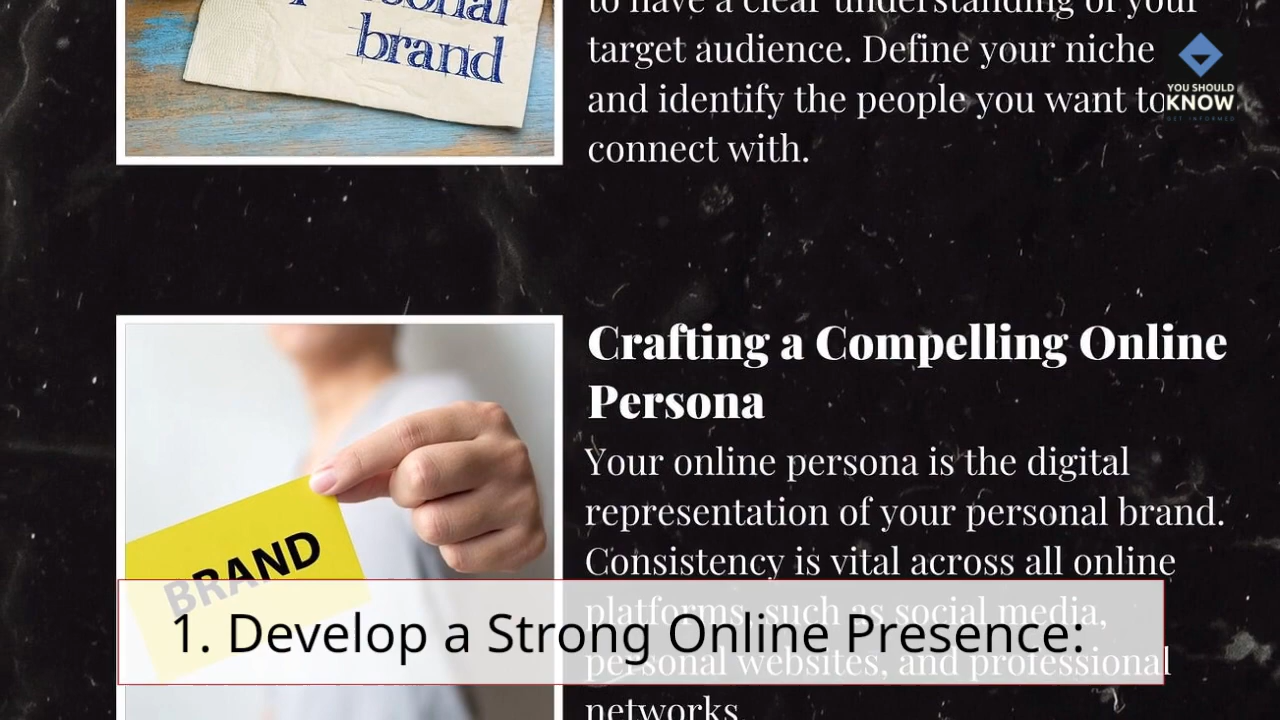 personal
brand
to have a clear understanding of your
target audience. Define your niche
and identify the people you want to
connect with.
YOU SHOULD
KNOW
GET INFORMED
Crafting a Compelling Online
Persona
Your online persona is the digital
representation of your personal brand.
Consistency is vital across all online
platforms, such as social media,
personal websites, and professional
networks.
BRAND
1. Develop a Strong Online Presence: